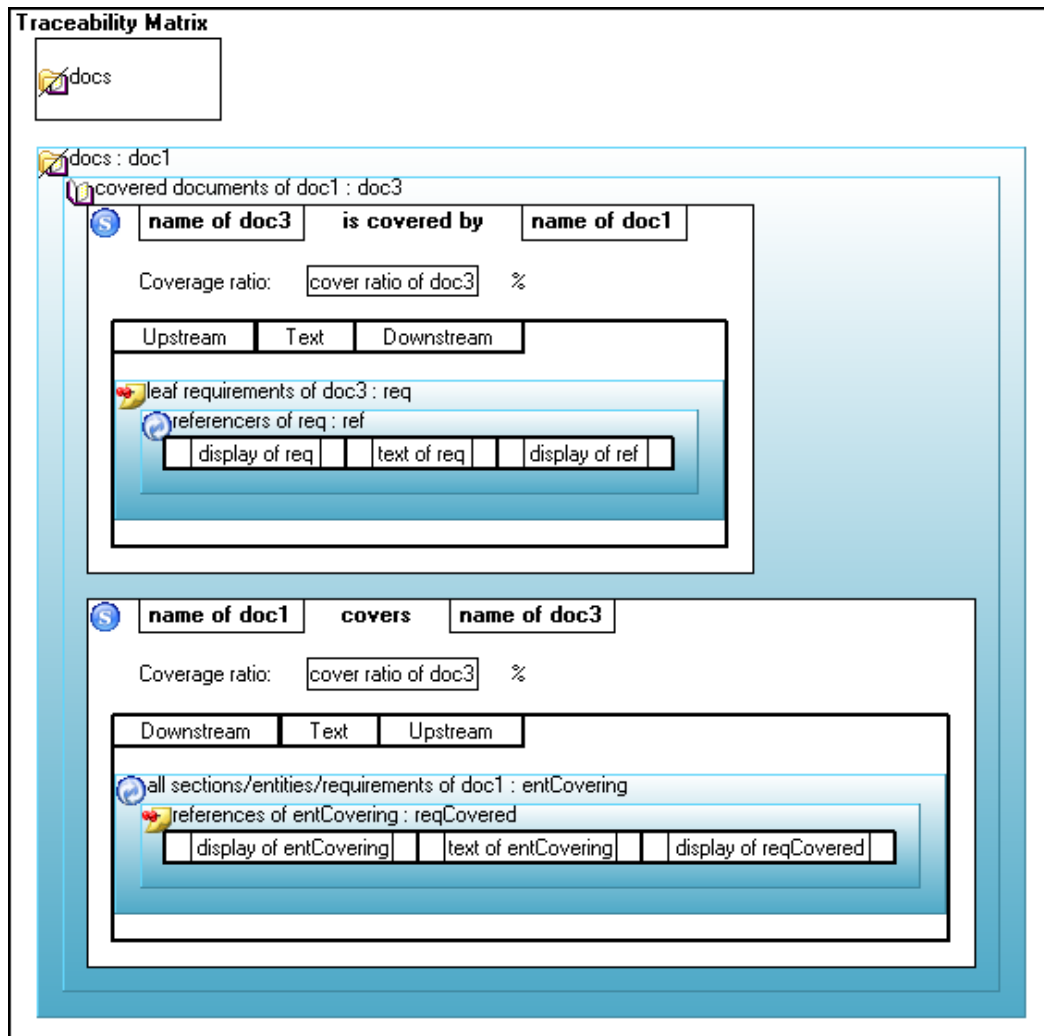 Traceability Matrix
docs
docs : doc1
covered documents of doc1 : doc3
S name of doc3 is covered by name of doc1
Coverage ratio: cover ratio of doc3 %
Upstream Text Downstream
leaf requirements of doc3 : req
referencers of req : ref
display of req text of req display of ref
S name of doc1 covers name of doc3
Coverage ratio: cover ratio of doc3 %
Downstream Text Upstream
all sections/entities/requirements of doc1 : entCovering
references of entCovering : reqCovered
display of entCovering text of entCovering display of reqCovered